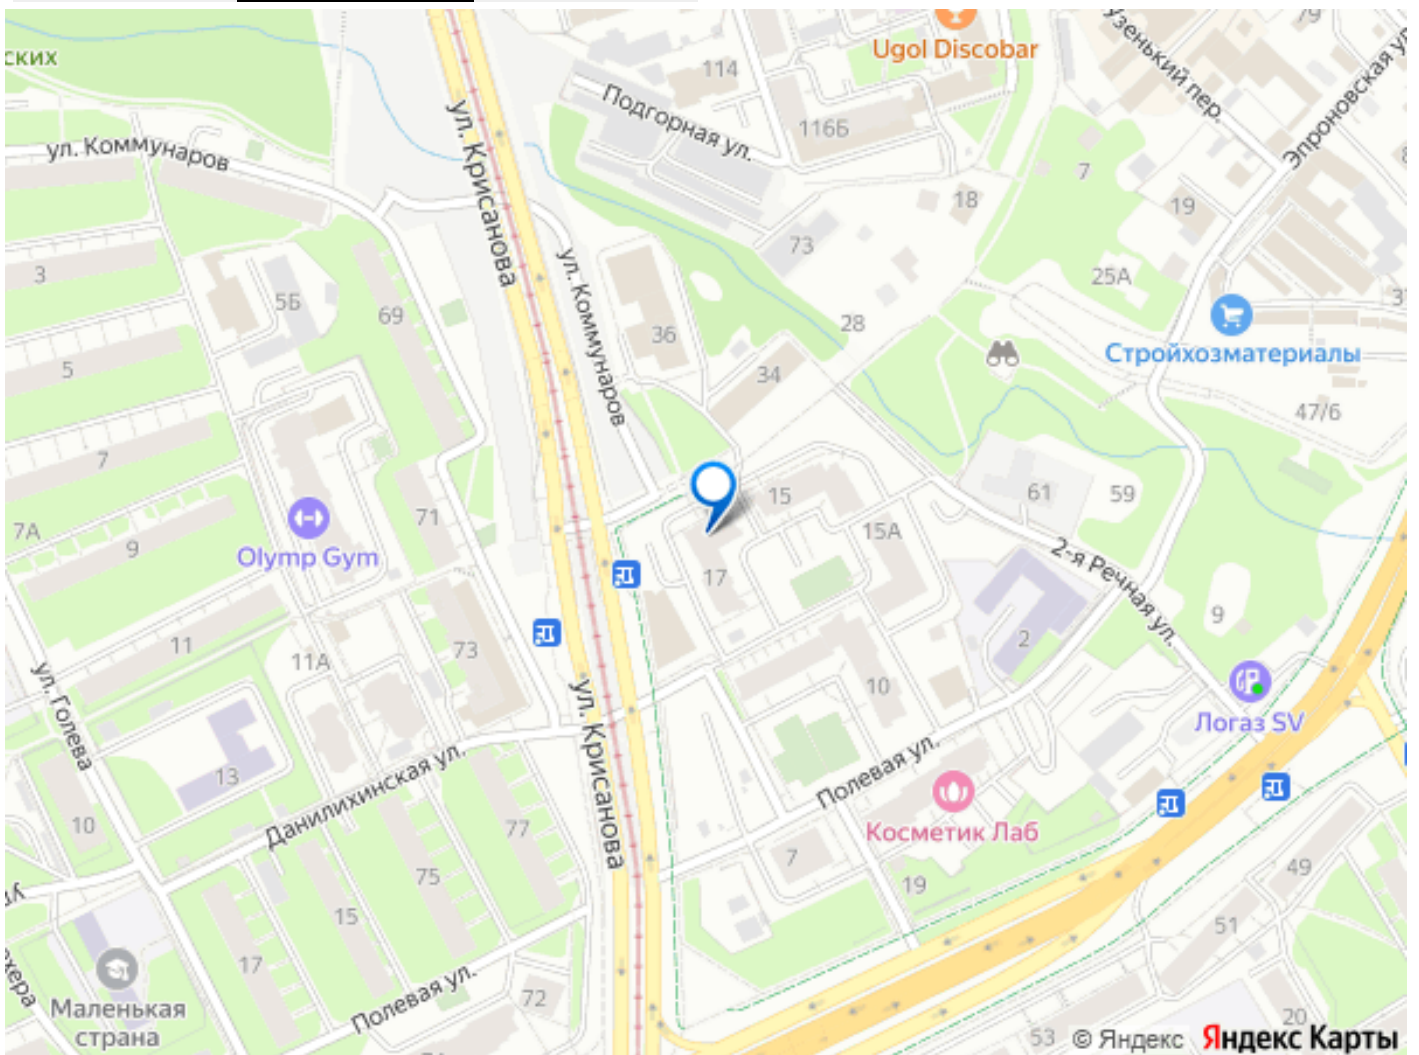 ских
Ugol Discobar
114
116Б
Подгорная ул.
Узенький пер.
79
Эпроновская ул.
ул. Коммунаров
ул. Крисанова
ул. Коммунаров
3
5Б
69
5
7
7А
9
71
Olymp Gym
11
11А
73
36
34
73
28
18
7
19
25А
Стройхозматериалы
47/6
15
15А
17
61
59
2-я Речная ул.
2
9
10
Логаз SV
ул. Голева
13
10
Данилихинская ул.
ул. Крисанова
77
75
15
17
Полевая ул.
72
Маленькая
страна
Полевая ул.
Косметик Лаб
7
19
49
51
53
20
© Яндекс Яндекс Карты